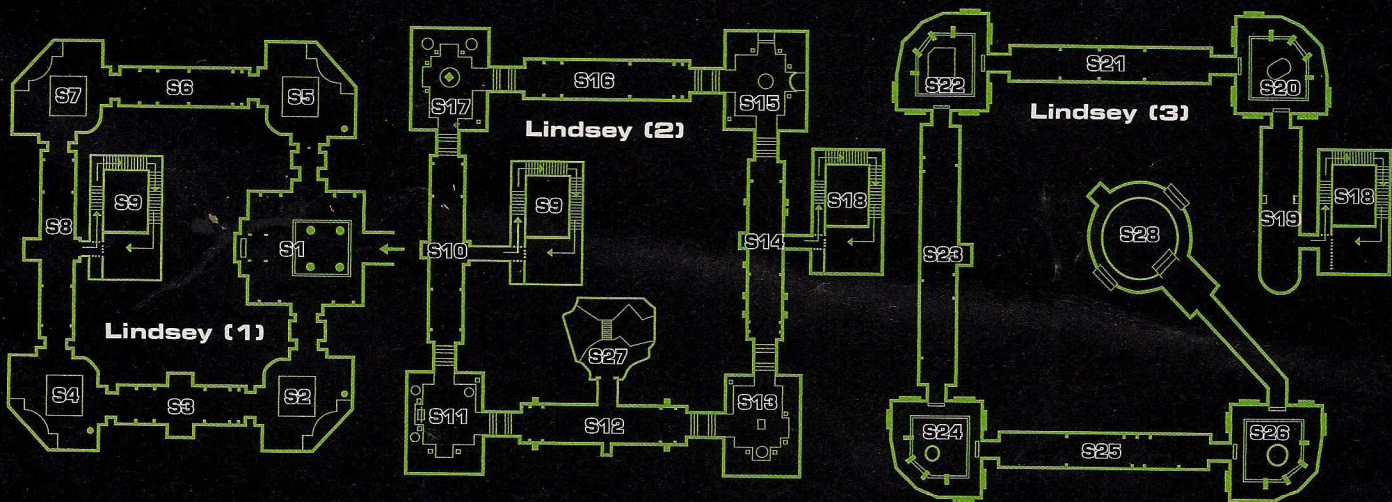 Lindsey (1)
S7
S6
S5
S9
S8
S1
S4
S3
S2
Lindsey (2)
S17
S16
S15
S9
S18
S10
S14
S27
S11
S12
S13
Lindsey (3)
S22
S21
S20
S18
S19
S28
S23
S24
S25
S26